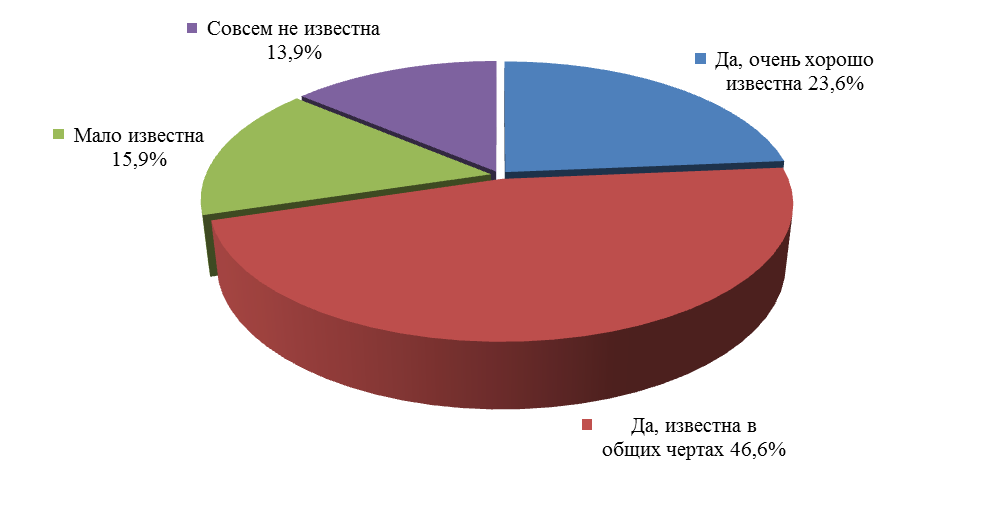 Совсем не известна
13,9%
Да, очень хорошо
известна 23,6%
Мало известна
15,9%
Да, известна в
общих чертах 46,6%